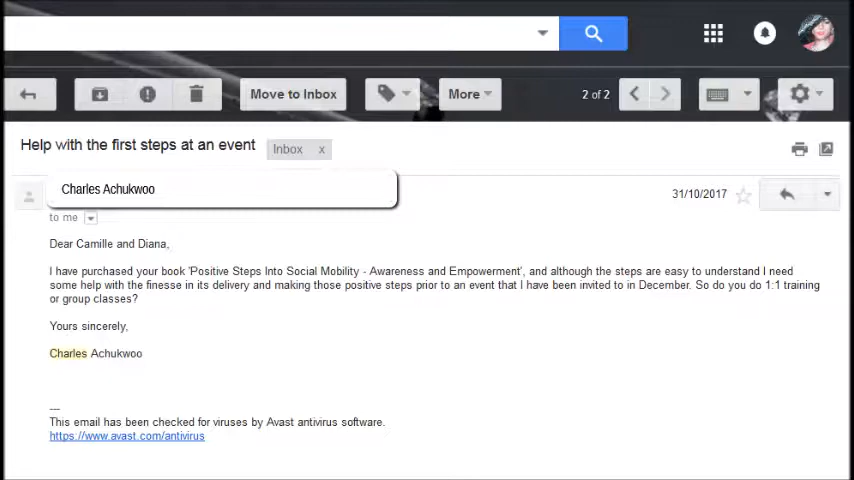 Move to Inbox
More
2 of 2
Help with the first steps at an event
Inbox x
Charles Achukwoo
31/10/2017
to me
Dear Camille and Diana,
I have purchased your book 'Positive Steps Into Social Mobility - Awareness and Empowerment', and although the steps are easy to understand I need
some help with the finesse in its delivery and making those positive steps prior to an event that I have been invited to in December. So do you do 1:1 training
or group classes?
Yours sincerely,
Charles Achukwoo
---
This email has been checked for viruses by Avast antivirus software.
https://www.avast.com/antivirus